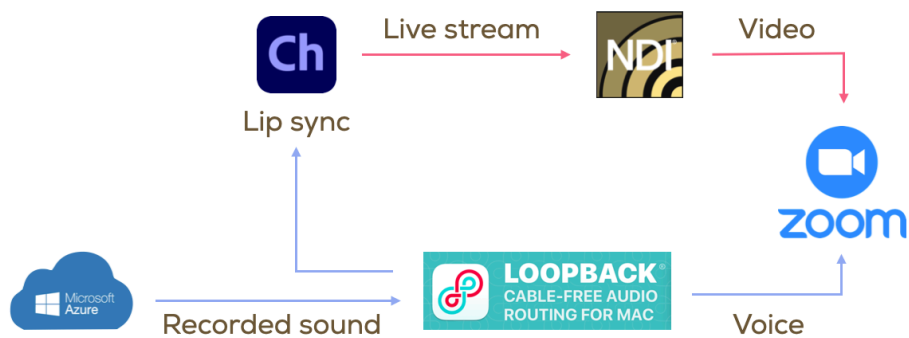 Live stream
Video
Ch
NDI
Lip sync
zoom
Microsoft
Azure
LOOPBACK®
CABLE-FREE AUDIO
ROUTING FOR MAC
Recorded sound
Voice